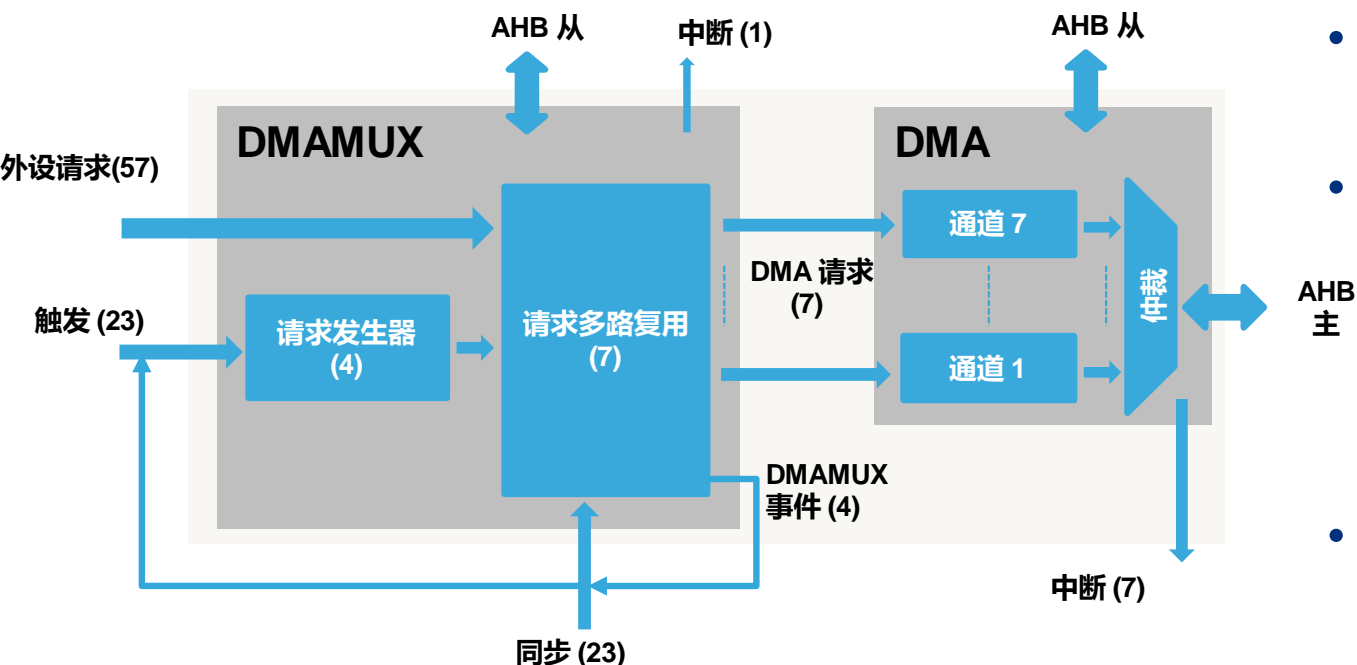 AHB 从
中断 (1)
AHB 从
DMAMUX
DMA
外设请求(57)
通道 7
DMA 请求
(7)
仲裁
AHB
主
触发 (23)
请求发生器
(4)
请求多路复用
(7)
通道 1
DMAMUX
事件 (4)
中断 (7)
同步 (23)